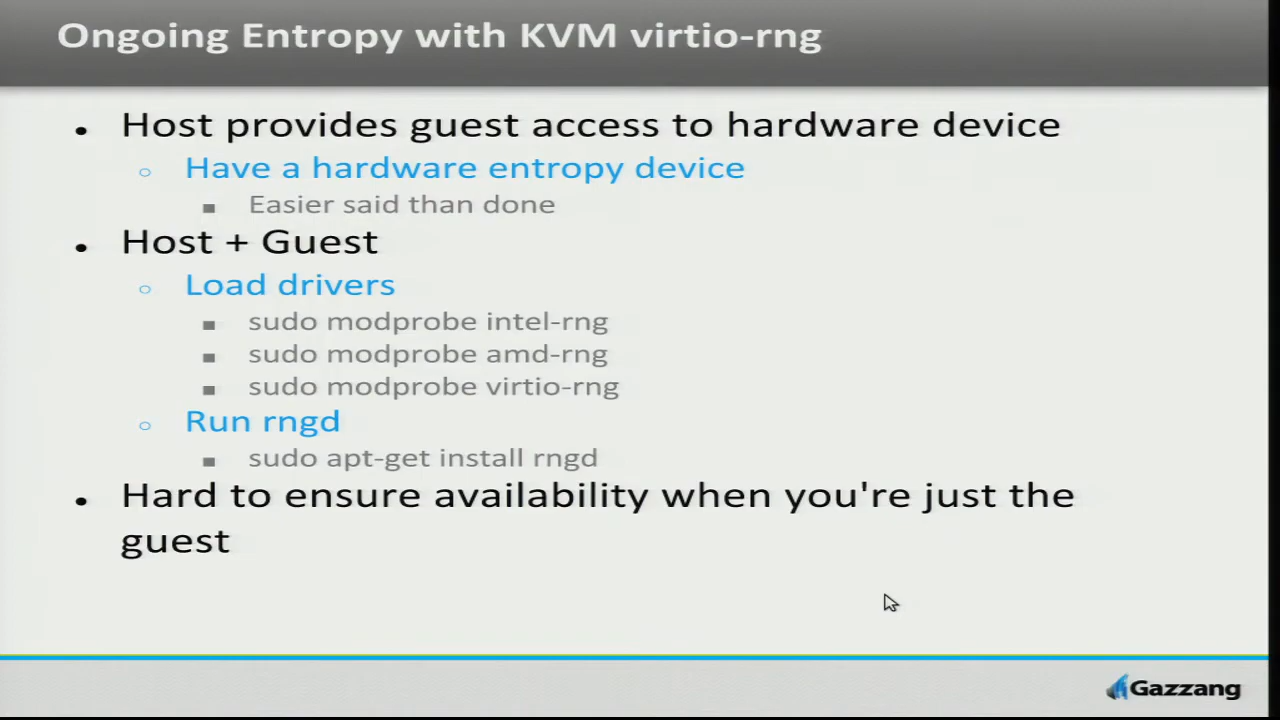 Ongoing Entropy with KVM virtio-rng
• Host provides guest access to hardware device
○ Have a hardware entropy device
■ Easier said than done
• Host + Guest
○ Load drivers
■ sudo modprobe intel-rng
■ sudo modprobe amd-rng
■ sudo modprobe virtio-rng
○ Run rngd
■ sudo apt-get install rngd
• Hard to ensure availability when you're just the
guest
Gazzang